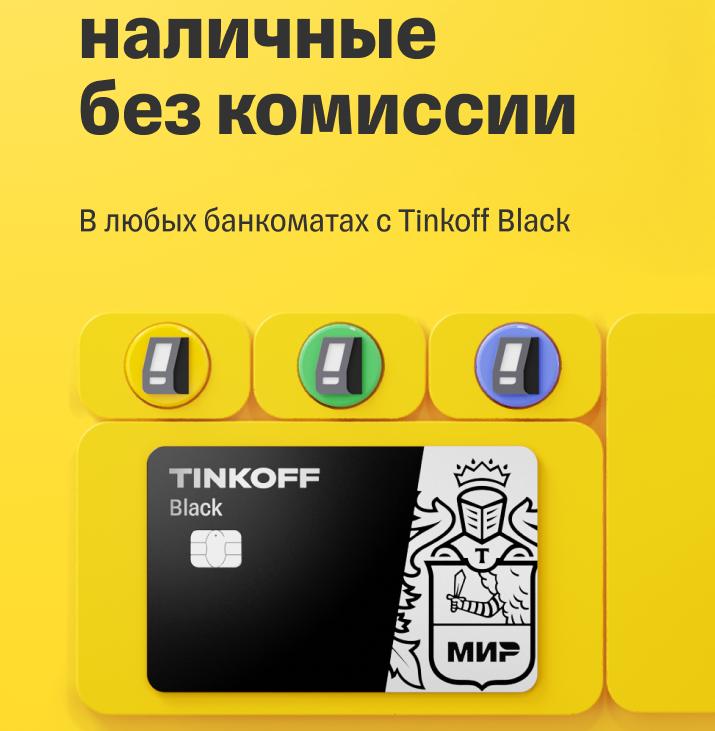 наличные
без комиссии
В любых банкоматах с Tinkoff Black
TINKOFF
Black
Т
МИР